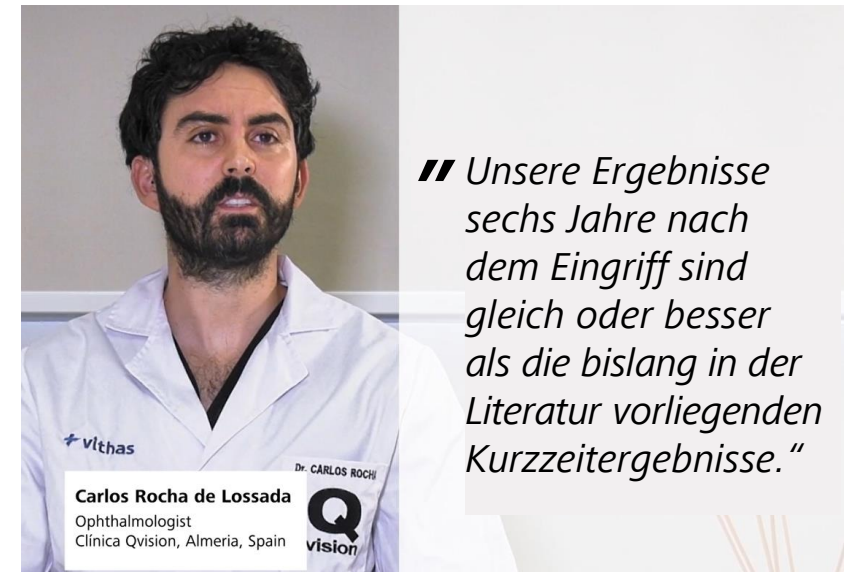 " Unsere Ergebnisse
sechs Jahre nach
dem Eingriff sind
gleich oder besser
als die bislang in der
Literatur vorliegenden
Kurzzeitergebnisse.“
vithas
Dr. CARLOS ROCHA
Q
vision
Carlos Rocha de Lossada
Ophthalmologist
Clínica Qvision, Almeria, Spain